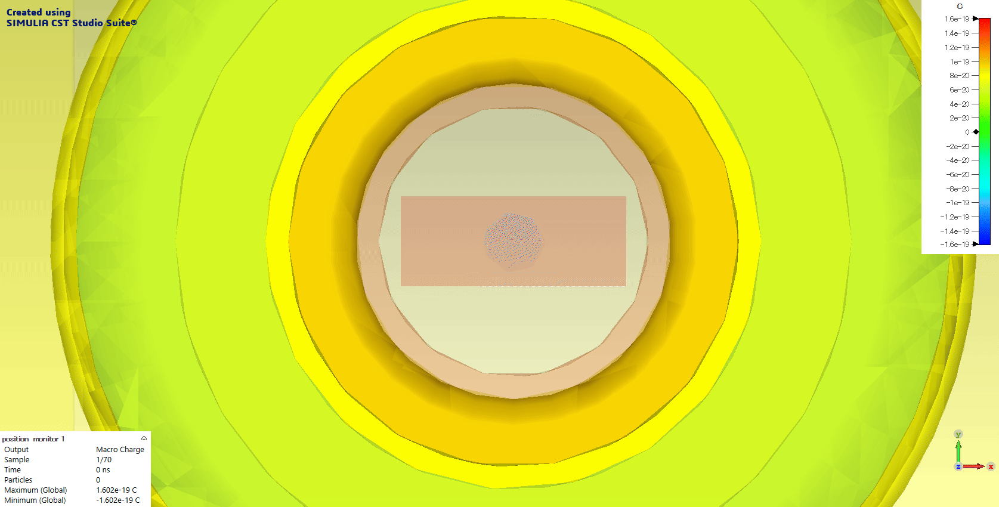 Created using
SIMULIA CST Studio Suite®
C
1.6e-19
1.4e-19
1.2e-19
1e-19
8e-20
6e-20
4e-20
2e-20
0
-2e-20
-4e-20
-6e-20
-8e-20
-1e-19
-1.2e-19
-1.4e-19
-1.6e-19
position monitor 1
Output Macro Charge
Sample 1/70
Time 0 ns
Particles 0
Maximum (Global) 1.602e-19 C
Minimum (Global) -1.602e-19 C
y
z x